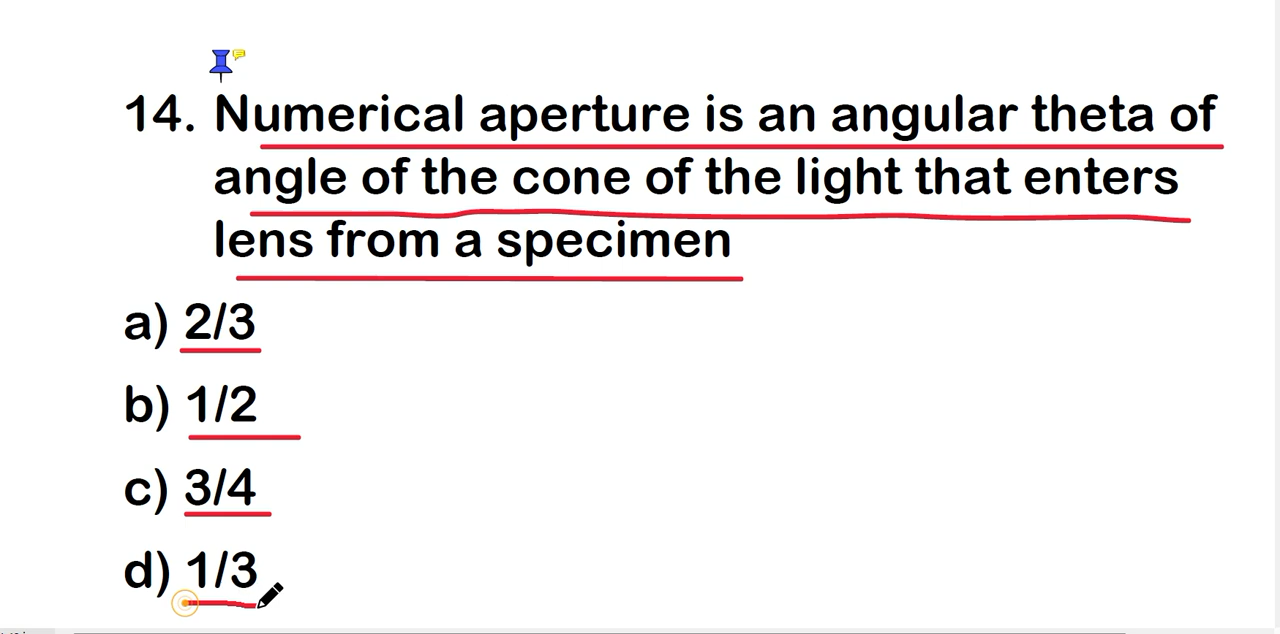 14. Numerical aperture is an angular theta of
angle of the cone of the light that enters
lens from a specimen
a) 2/3
b) 1/2
c) 3/4
d) 1/3